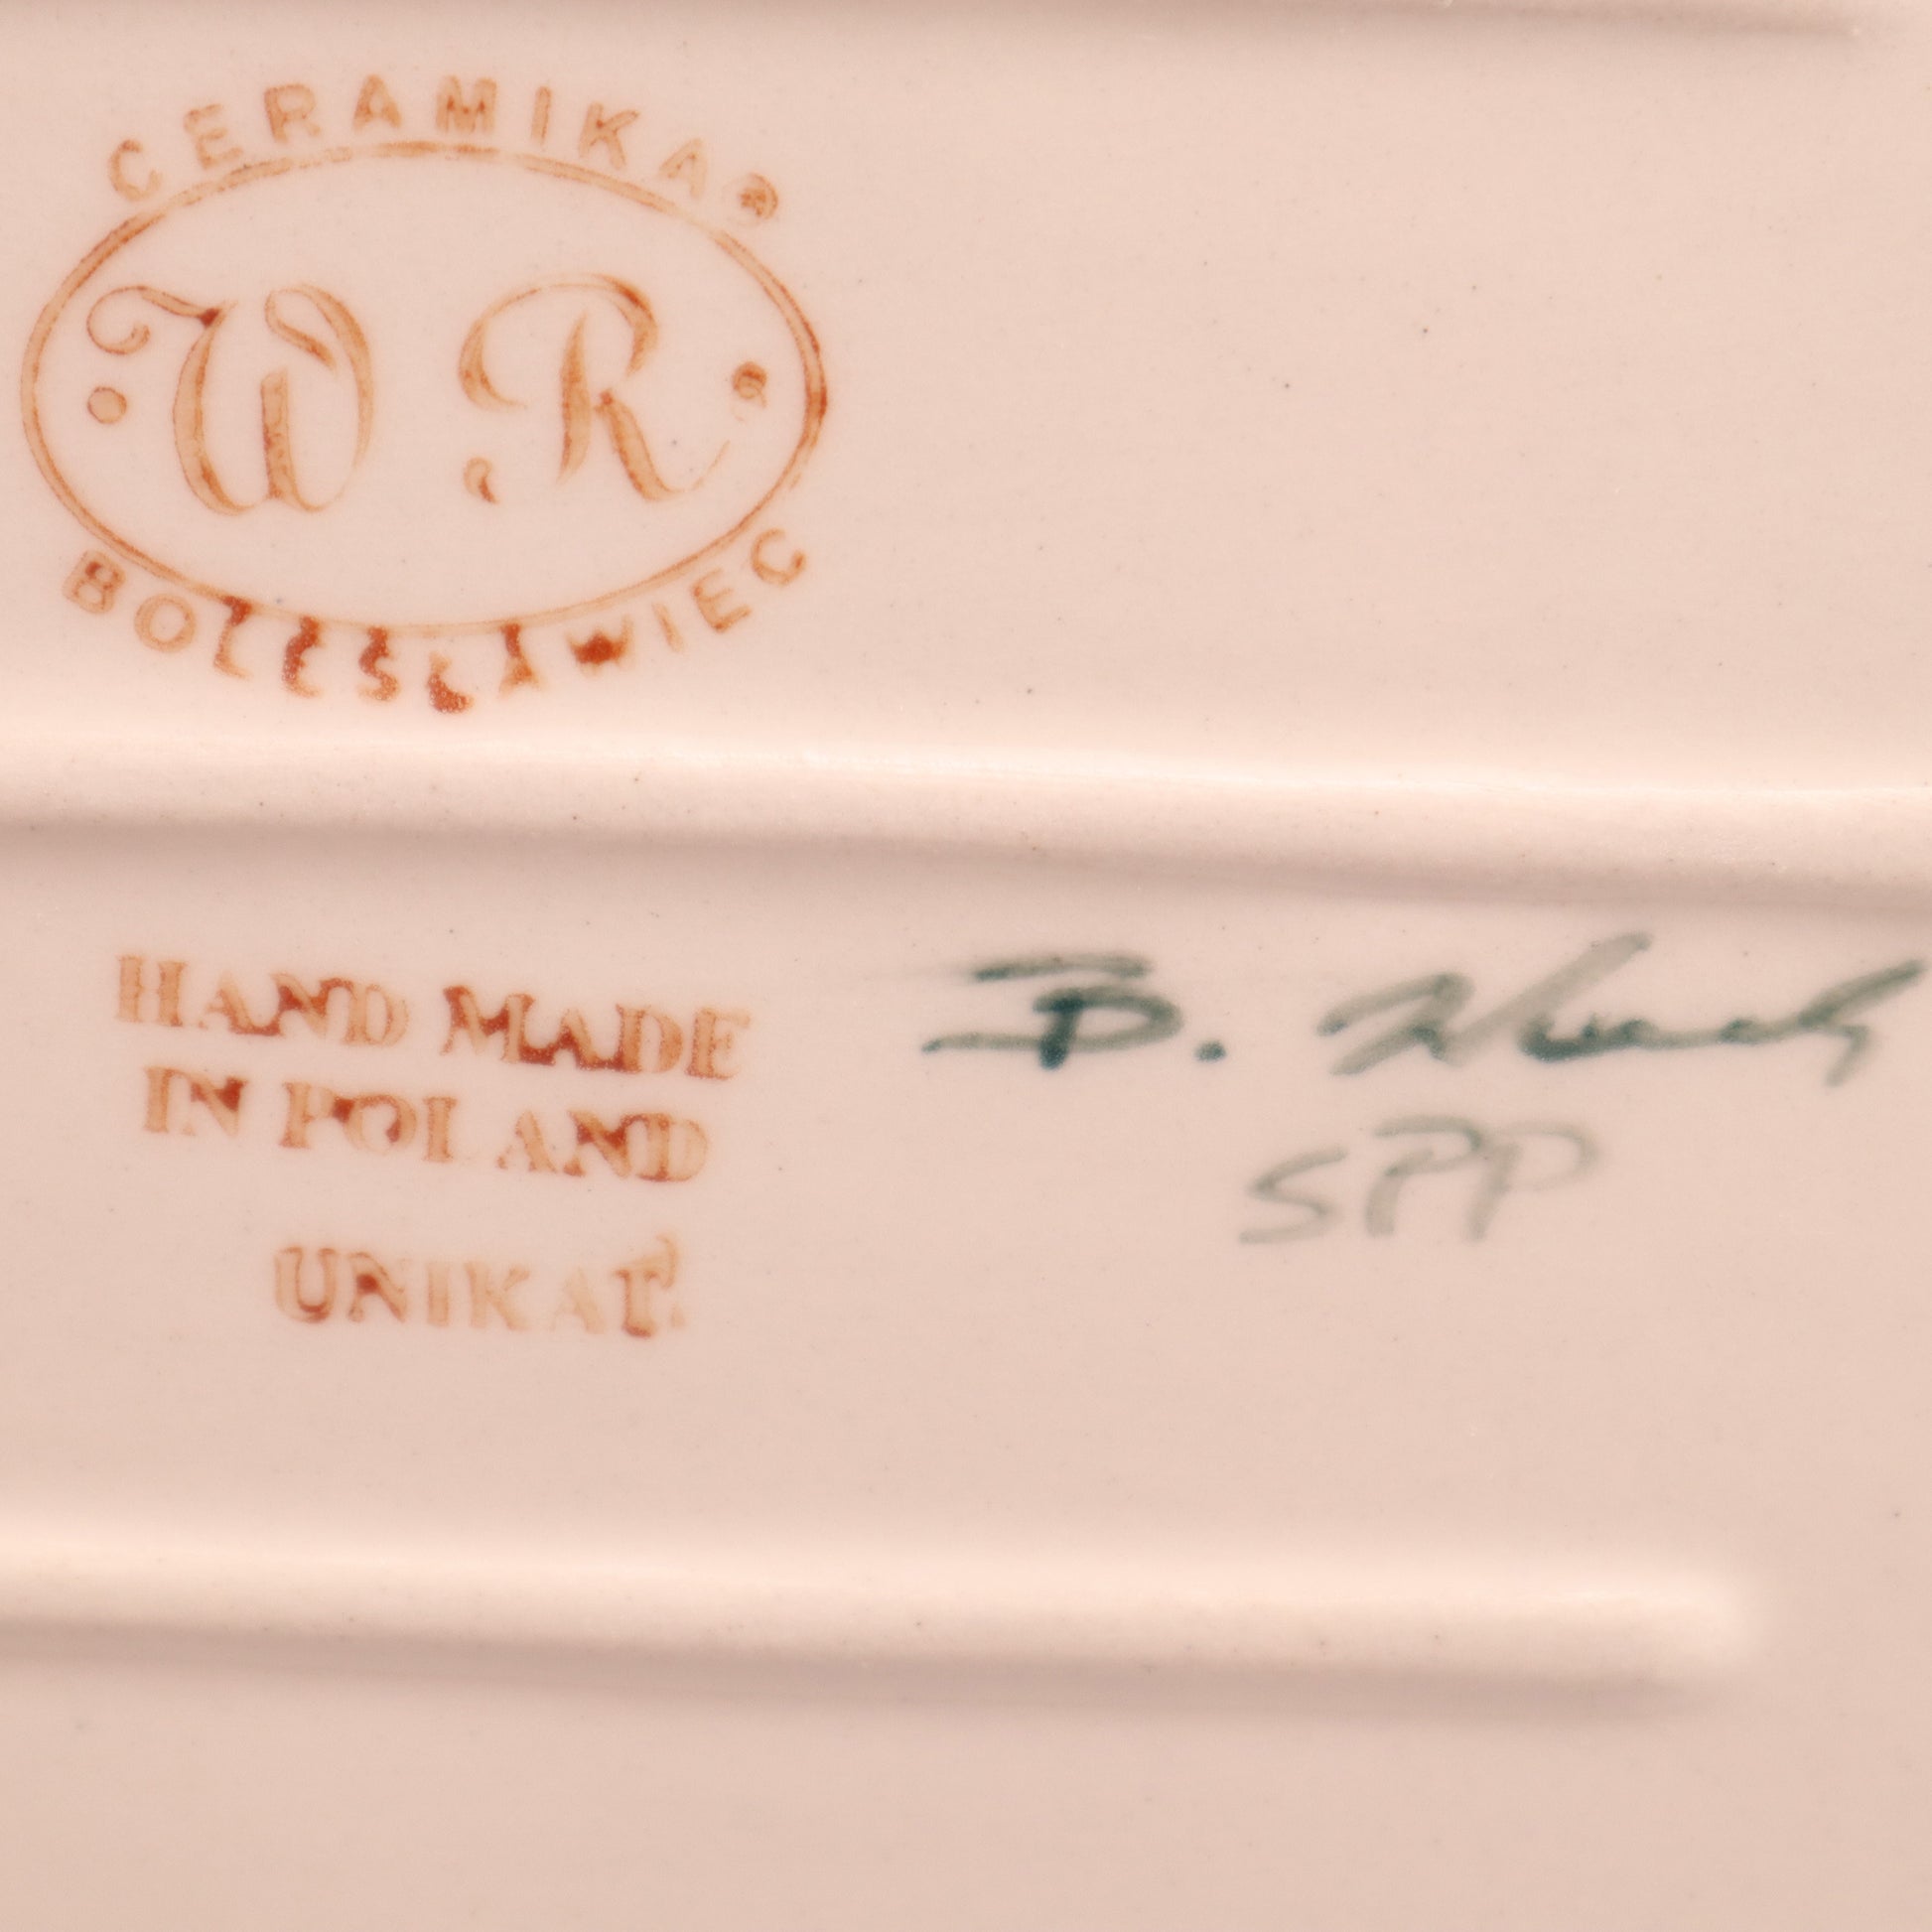 CERAMIKA®
W R
BOLESŁAWIEC
HAND MADE
IN POLAND
UNIKAT
B.
SPP